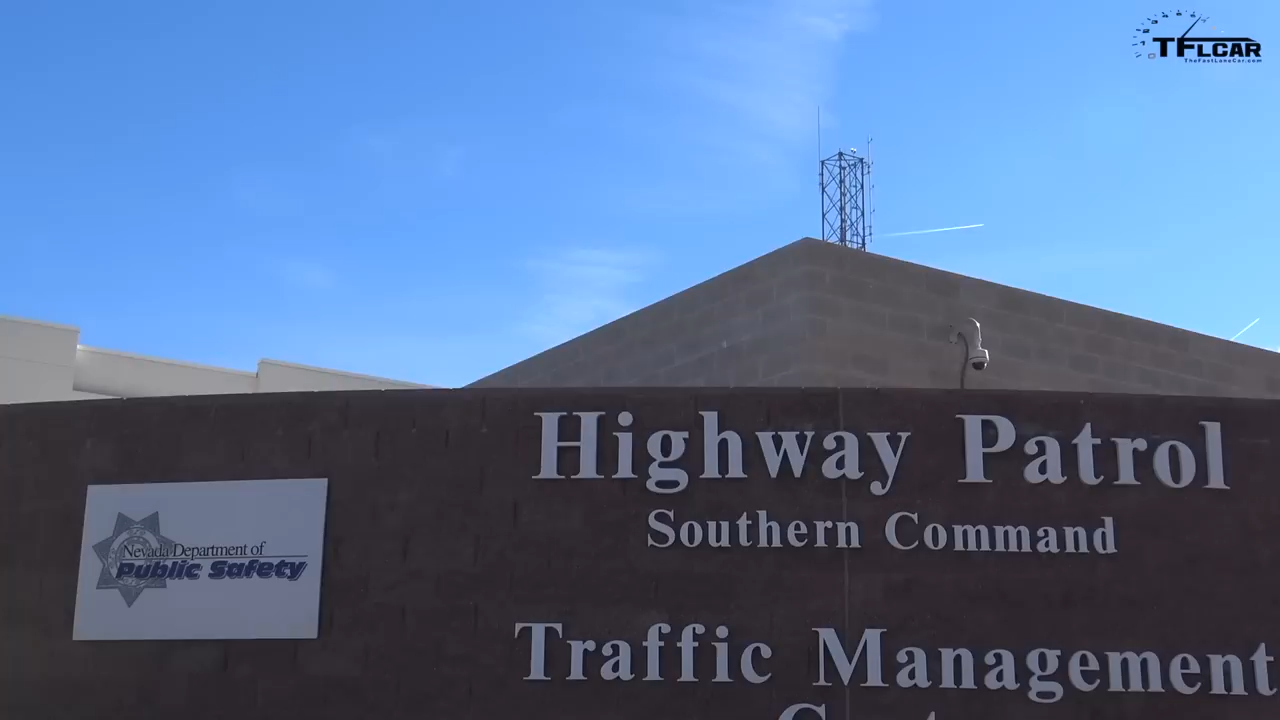 TFLCAR
TheFastLaneCar.com
Highway Patrol
Southern Command
Nevada Department of
Public Safety
Traffic Management